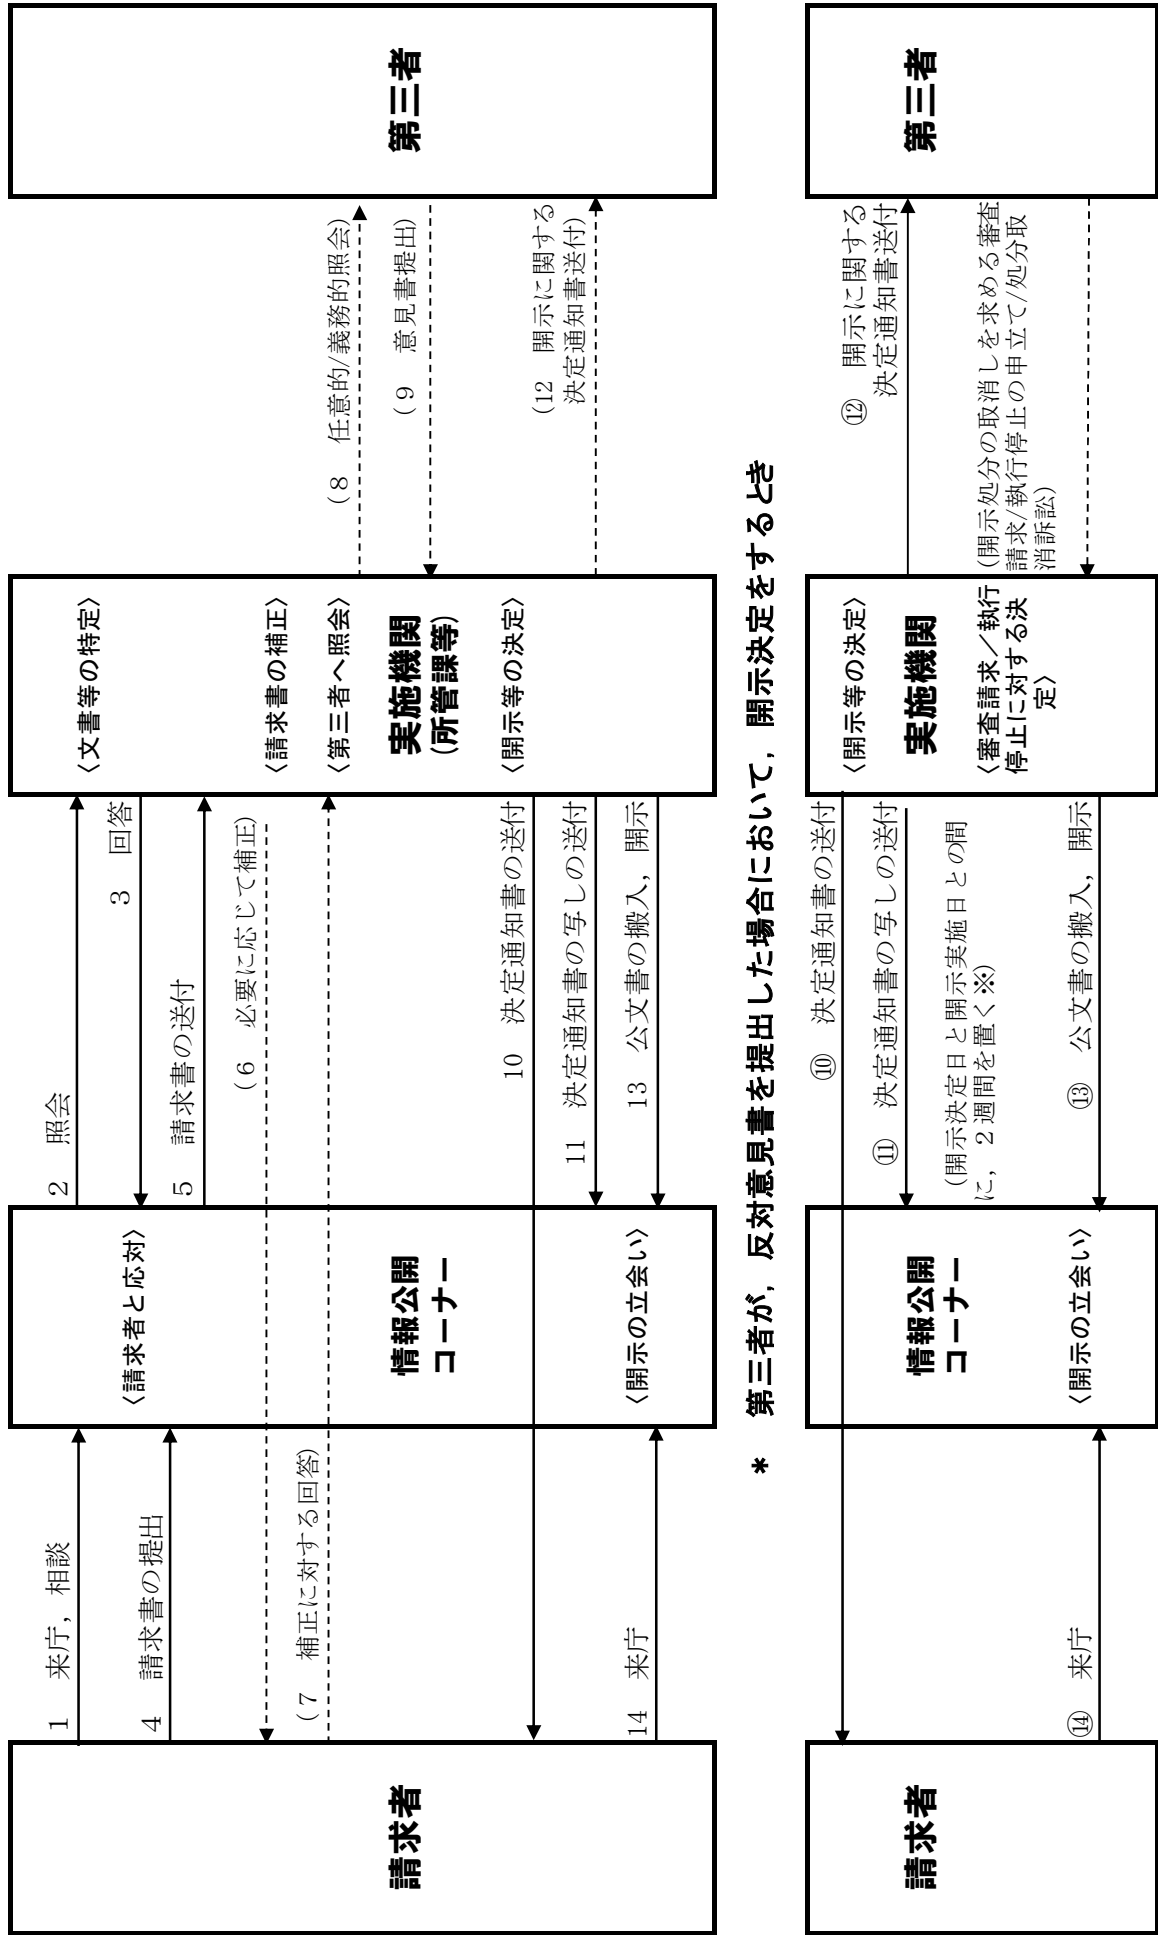 請求者
1　来庁，相談
4　請求書の提出
(7　補正に対する回答)
14　来庁
〈請求者と応対〉
情報公開
コーナー
〈開示の立会い〉
2　照会
3　回答
5　請求書の送付
(6　必要に応じて補正)
10　決定通知書の送付
11　決定通知書の写しの送付
13　公文書の搬入，開示
〈文書等の特定〉
〈請求書の補正〉
〈第三者へ照会〉
実施機関
(所管課等)
〈開示等の決定〉
(8　任意的/義務的照会)
(9　意見書提出)
(12　開示に関する
決定通知書送付)
第三者
＊　第三者が，反対意見書を提出した場合において，開示決定をするとき
請求者
⑭　来庁
情報公開
コーナー
〈開示の立会い〉
⑩　決定通知書の送付
⑪　決定通知書の写しの送付
(開示決定日と開示実施日との間
に，２週間を置く※)
⑬　公文書の搬入，開示
〈開示等の決定〉
実施機関
〈審査請求／執行
停止に対する決
定〉
⑫　開示に関する
決定通知書送付
(開示処分の取消しを求める審査
請求/執行停止の申立て/処分取
消訴訟)
第三者